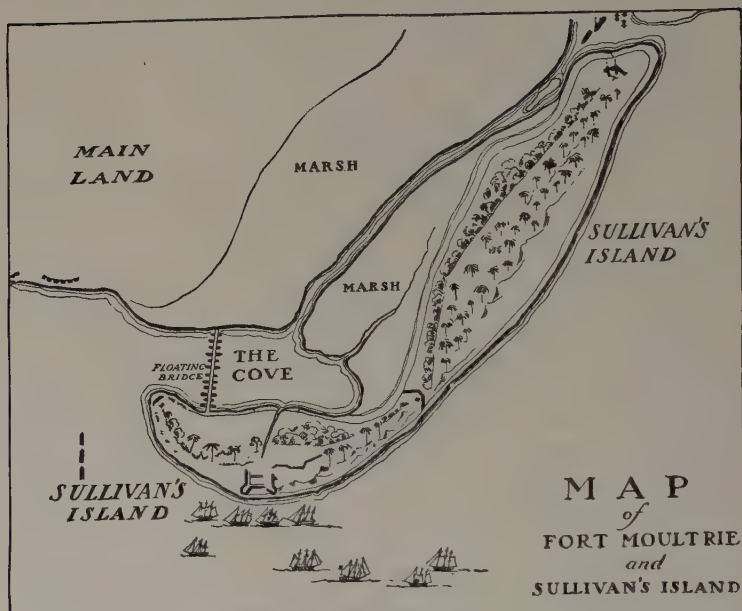 MAIN
LAND
MARSH
SULLIVAN'S
ISLAND
MARSH
FLOATING
BRIDGE
THE
COVE
SULLIVAN'S
ISLAND
MAP
of
FORT MOULTRIE
and
SULLIVAN'S ISLAND